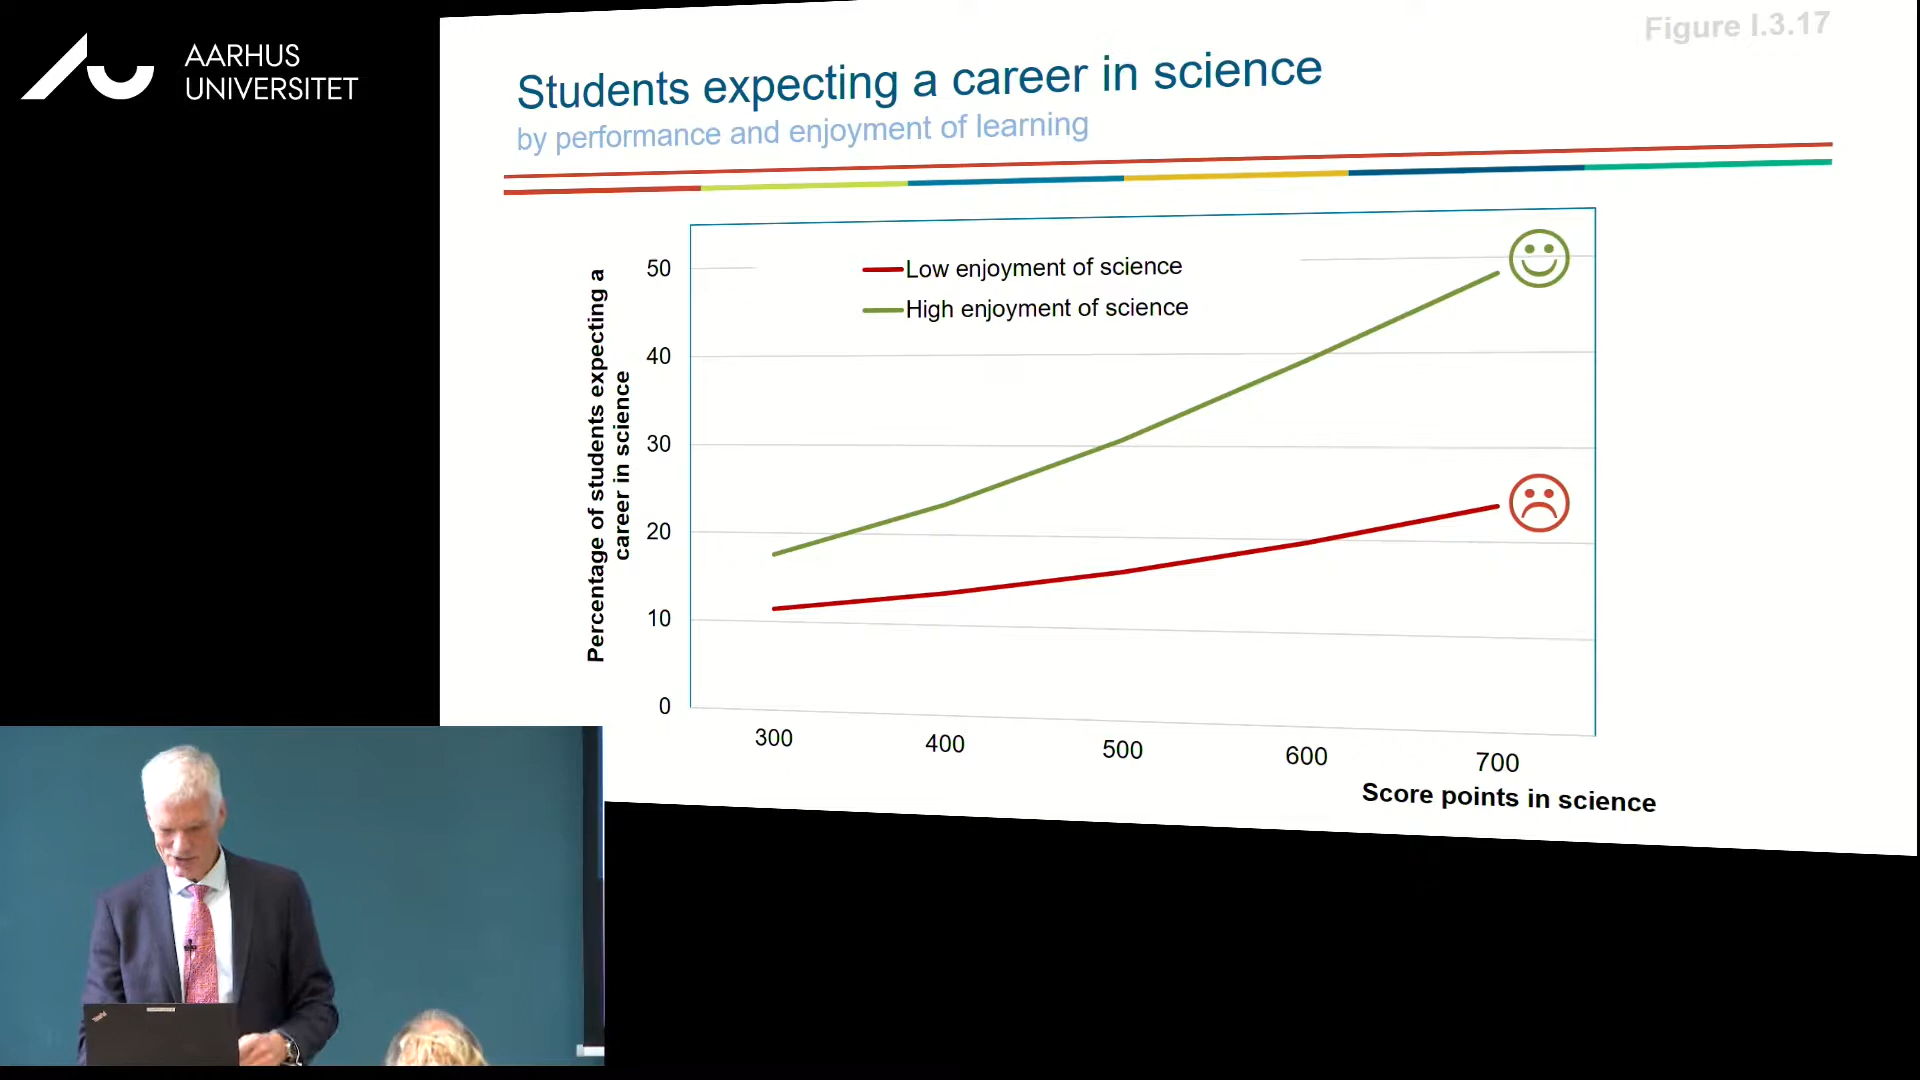 AARHUS
UNIVERSITET
Figure I.3.17
Students expecting a career in science
by performance and enjoyment of learning
Low enjoyment of science
High enjoyment of science
Percentage of students expecting a
career in science
50
40
30
20
10
0
300
400
500
600
700
Score points in science